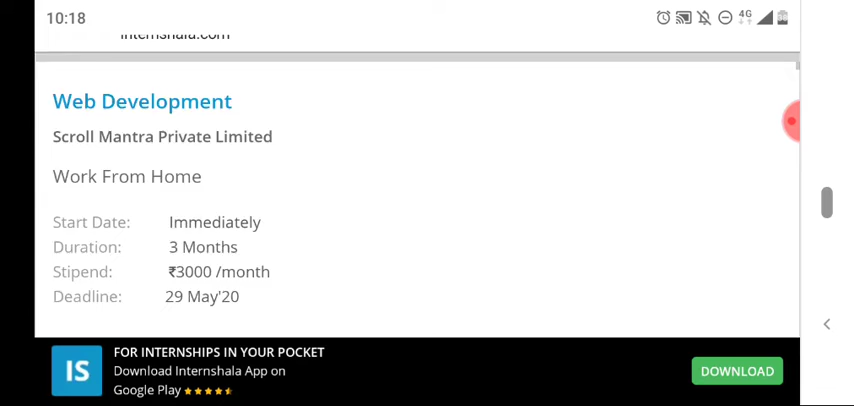 10:18
4G
internshala.com
Web Development
Scroll Mantra Private Limited
Work From Home
Start Date: Immediately
Duration: 3 Months
Stipend: ₹3000 /month
Deadline: 29 May'20
IS
FOR INTERNSHIPS IN YOUR POCKET
Download Internshala App on
Google Play
DOWNLOAD